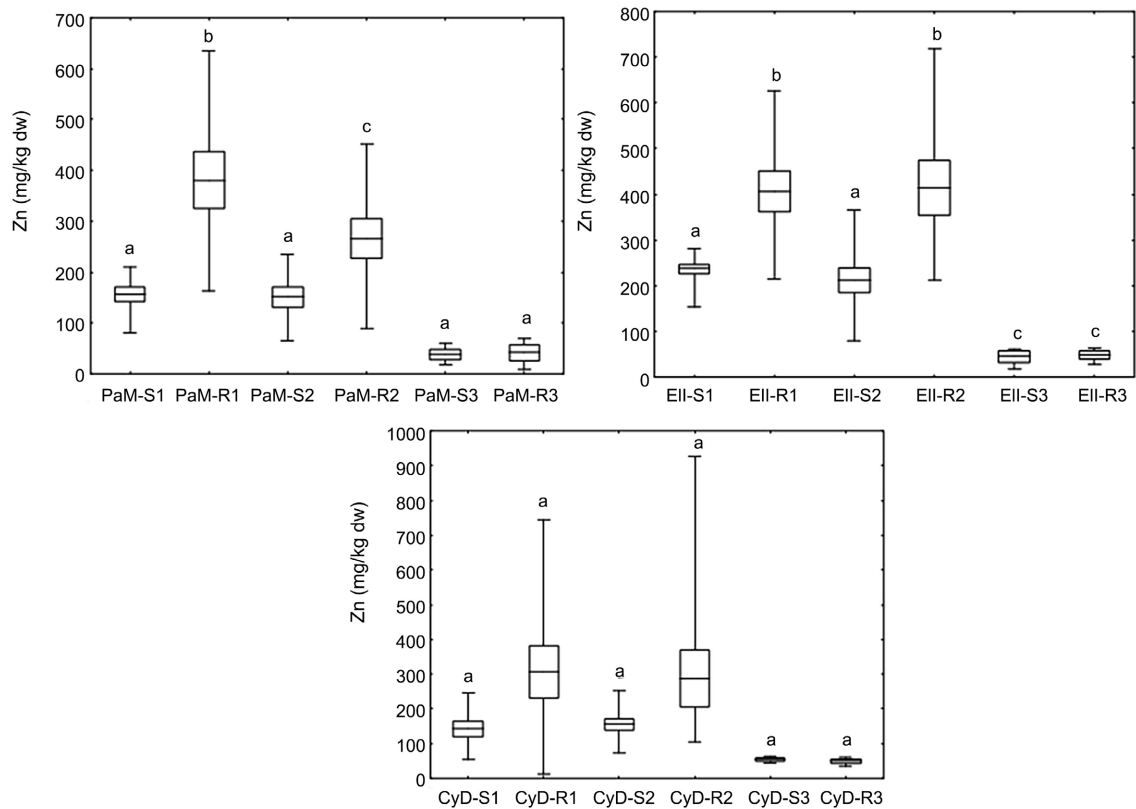 700
600
500
400
300
200
100
0
Zn (mg/kg dw)
a
b
a
c
a
a
PaM-S1 PaM-R1 PaM-S2 PaM-R2 PaM-S3 PaM-R3
800
700
600
500
400
300
200
100
0
Zn (mg/kg dw)
a
b
a
b
c
c
Ell-S1 Ell-R1 Ell-S2 Ell-R2 Ell-S3 Ell-R3
1000
900
800
700
600
500
400
300
200
100
0
Zn (mg/kg dw)
a
a
a
a
a
a
CyD-S1 CyD-R1 CyD-S2 CyD-R2 CyD-S3 CyD-R3